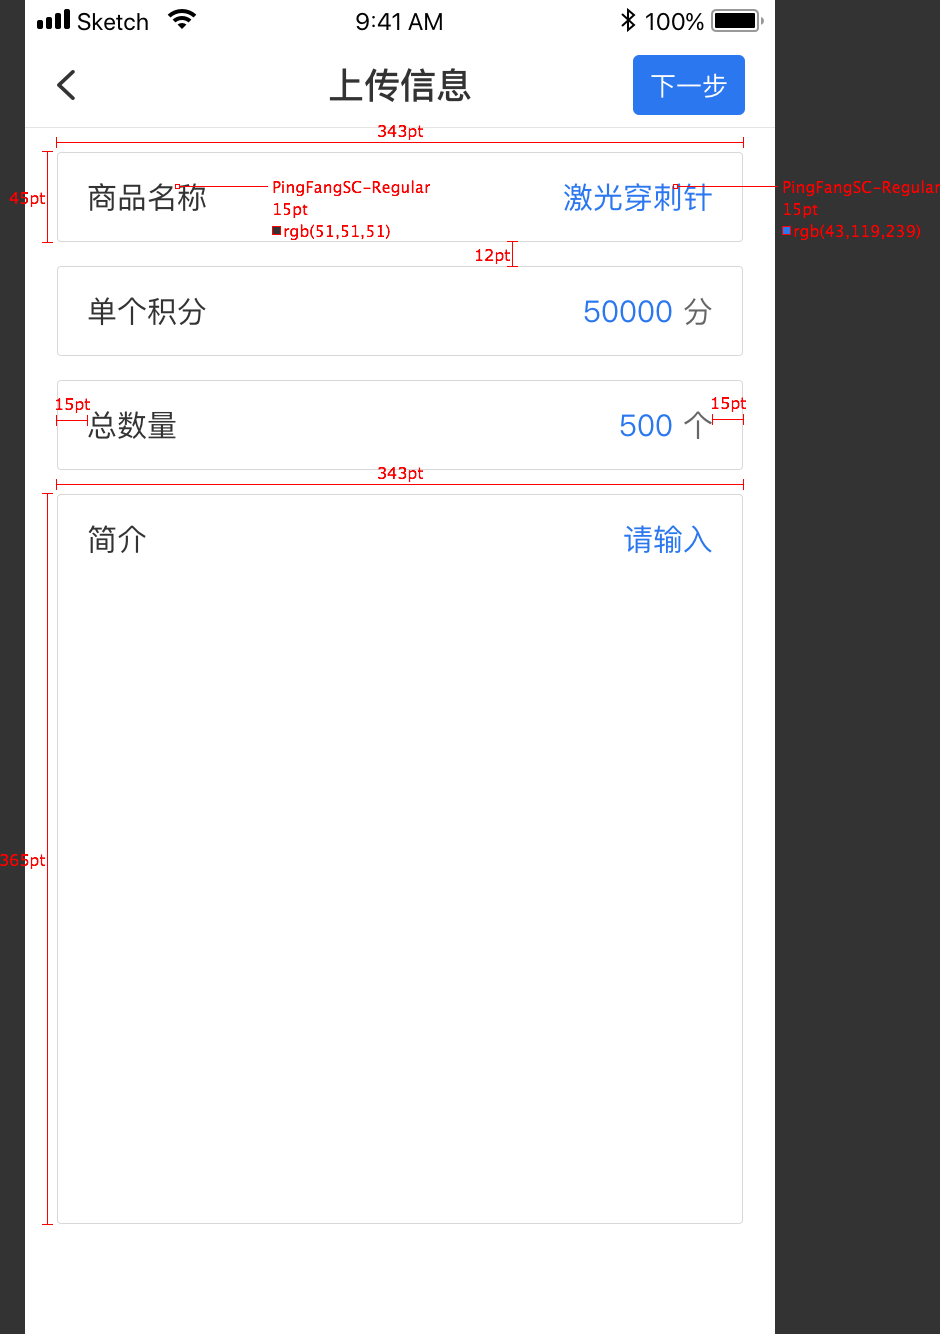 Sketch 9:41 AM 100%
上传信息 下一步
343pt
45pt
商品名称 激光穿刺针
PingFangSC-Regular
15pt
rgb(51,51,51)
PingFangSC-Regular
15pt
rgb(43,119,239)
12pt
单个积分 50000 分
15pt 15pt
总数量 500 个
343pt
简介 请输入
365pt